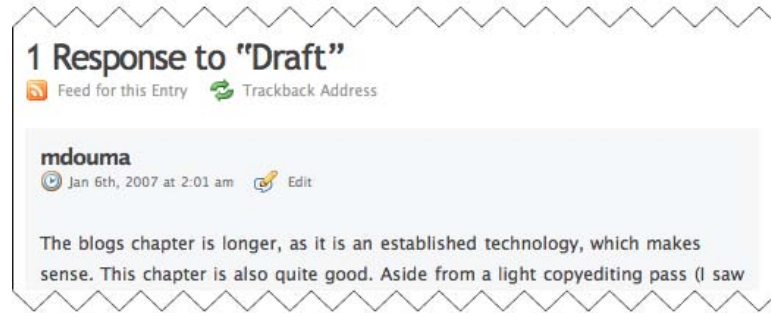 1 Response to “Draft”
Feed for this Entry Trackback Address
mdouma
Jan 6th, 2007 at 2:01 am Edit
The blogs chapter is longer, as it is an established technology, which makes
sense. This chapter is also quite good. Aside from a light copyediting pass (I saw